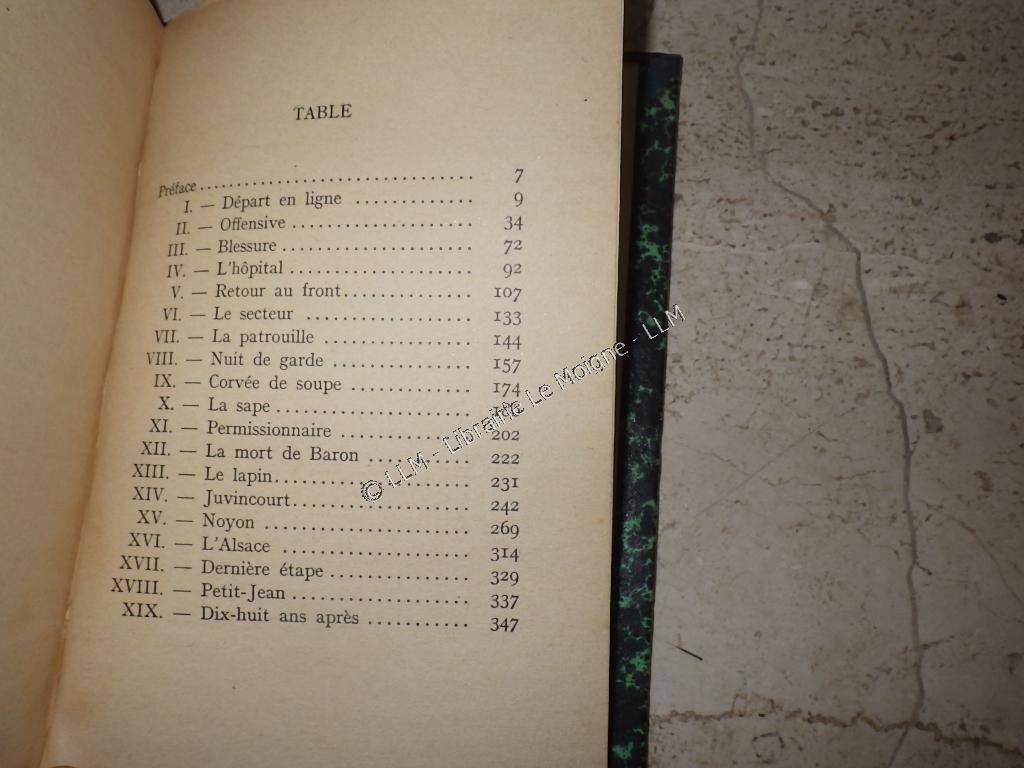 TABLE
Préface ................................ 7
I. — Départ en ligne ............. 9
II. — Offensive .................... 34
III. — Blessure ..................... 72
IV. — L'hôpital .................... 92
V. — Retour au front .............. 107
VI. — Le secteur .................. 133
VII. — La patrouille ................ 144
VIII. — Nuit de garde ............... 157
IX. — Corvée de soupe ............ 174
X. — La sape .....................
XI. — Permissionnaire ............. 202
XII. — La mort de Baron .......... 222
XIII. — Le lapin ..................... 231
XIV. — Juvincourt ................... 242
XV. — Noyon ...................... 269
XVI. — L'Alsace .................... 314
XVII. — Dernière étape .............. 329
XVIII. — Petit-Jean ................... 337
XIX. — Dix-huit ans après .......... 347
© LLM - Librairie Le Moigne - LLM